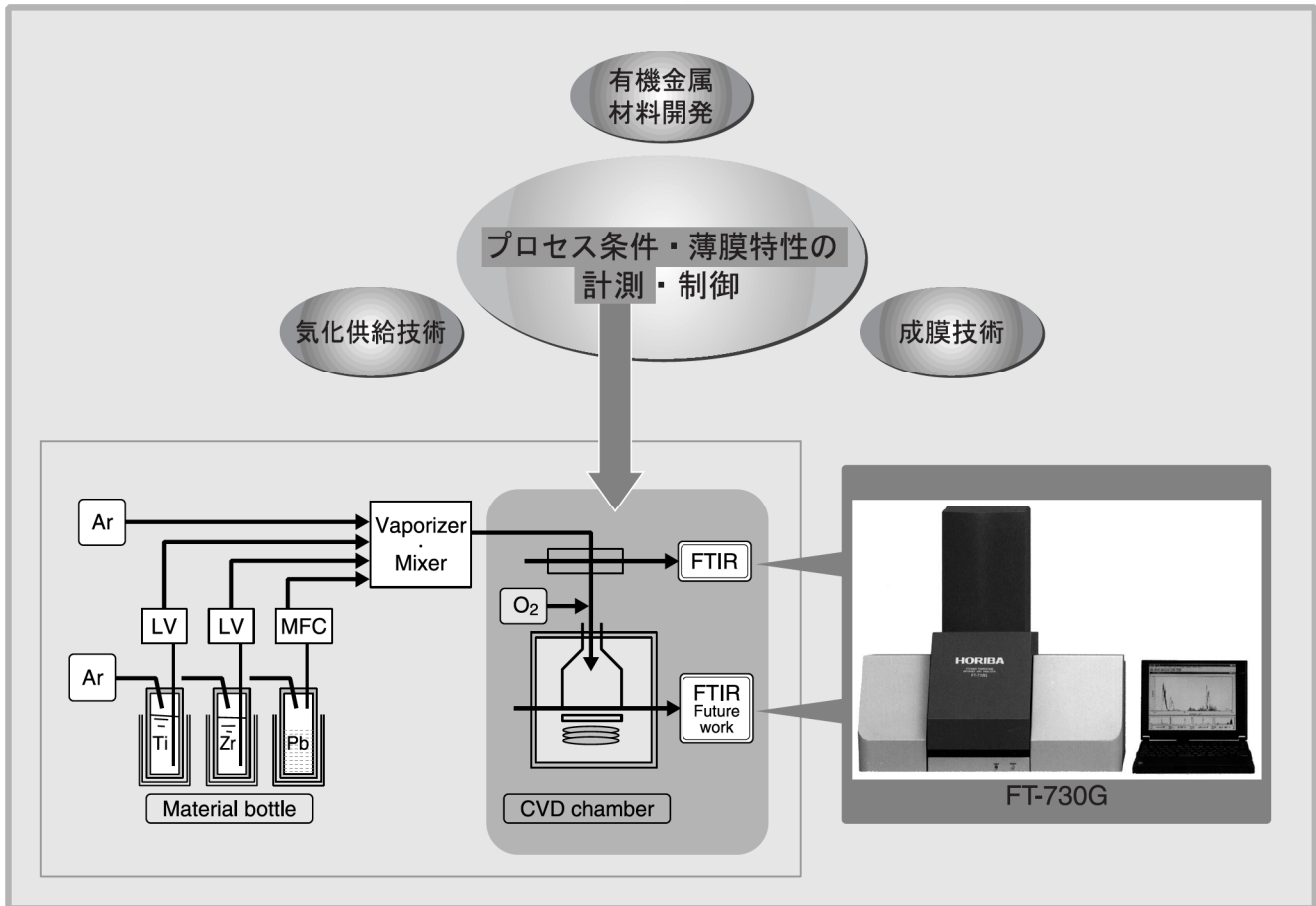 有機金属
材料開発
プロセス条件・薄膜特性の
計測・制御
気化供給技術
成膜技術
Ar
Vaporizer
・
Mixer
FTIR
O₂
LV
LV
MFC
Ar
Ti
Zr
Pb
FTIR
Future
work
Material bottle
CVD chamber
HORIBA
FT-730G